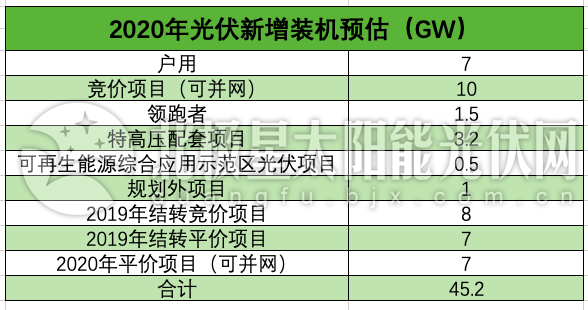 2020年光伏新增装机预估（GW）
户用 7
竞价项目（可并网） 10
领跑者 1.5
特高压配套项目 3.2
可再生能源综合应用示范区光伏项目 0.5
规划外项目 1
2019年结转竞价项目 8
2019年结转平价项目 7
2020年平价项目（可并网） 7
合计 45.2
北极星太阳能光伏网
guangfu.bjx.com.cn